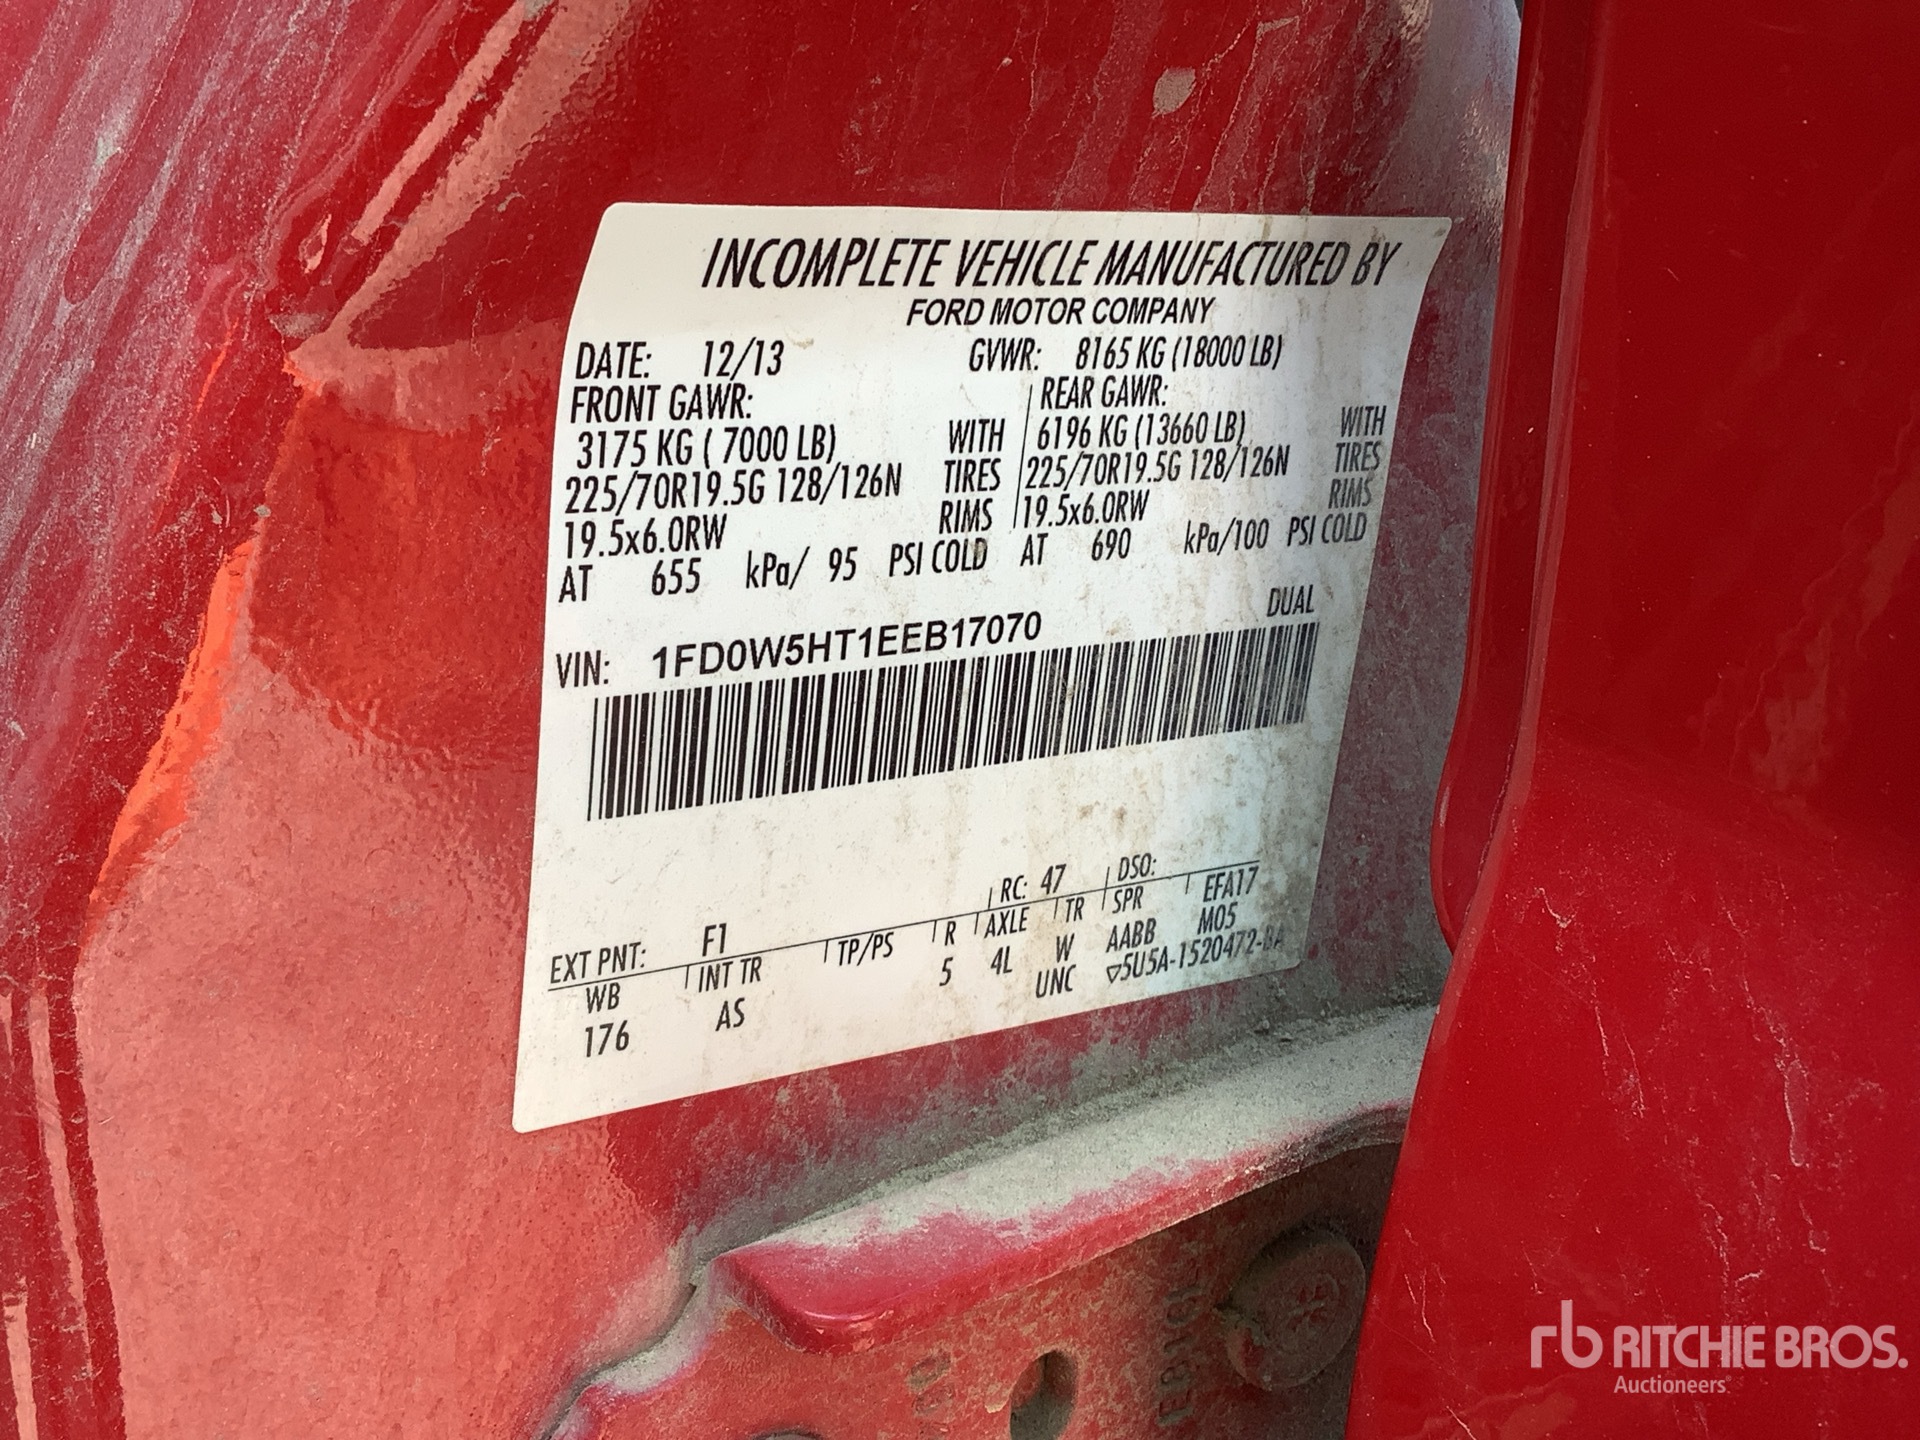 INCOMPLETE VEHICLE MANUFACTURED BY
FORD MOTOR COMPANY
DATE: 12/13 GVWR: 8165 KG (18000 LB)
FRONT GAWR: REAR GAWR:
3175 KG ( 7000 LB) WITH 6196 KG (13660 LB) WITH
225/70R19.5G 128/126N TIRES 225/70R19.5G 128/126N TIRES
19.5x6.0RW RIMS 19.5x6.0RW RIMS
AT 655 kPa/ 95 PSI COLD AT 690 kPa/100 PSI COLD
DUAL
VIN: 1FD0W5HT1EEB17070
EXT PNT: F1 RC: 47 DSO:
WB INT TR TP/PS R AXLE TR SPR EFA17
176 AS 5 4L W AABB M05
UNC ▽5U5A-1520472-BA
rb RITCHIE BROS.
Auctioneers